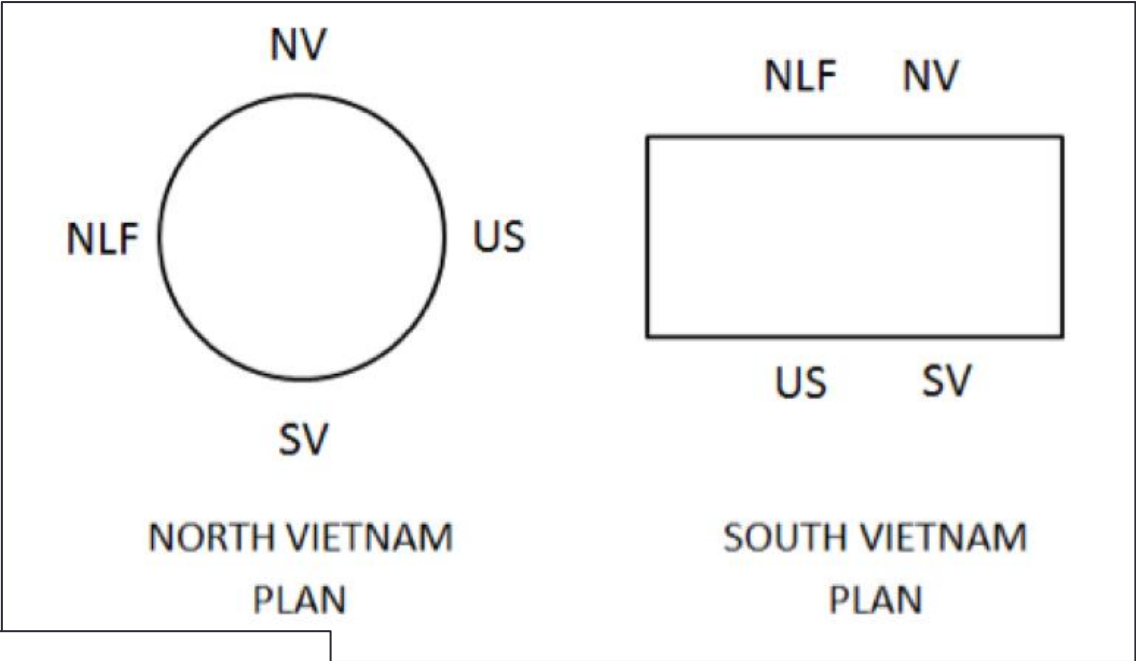 NV
NLF US
SV
NORTH VIETNAM
PLAN
NLF NV
US SV
SOUTH VIETNAM
PLAN